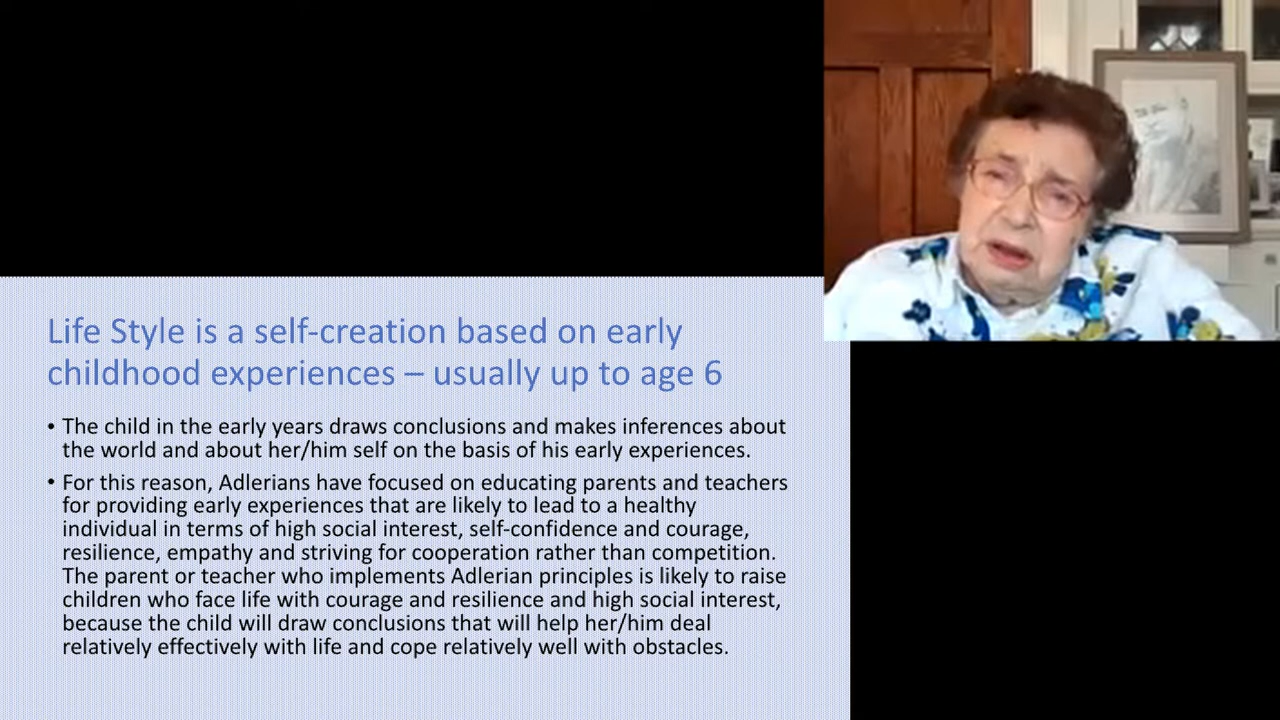 Life Style is a self-creation based on early
childhood experiences – usually up to age 6
• The child in the early years draws conclusions and makes inferences about
the world and about her/him self on the basis of his early experiences.
• For this reason, Adlerians have focused on educating parents and teachers
for providing early experiences that are likely to lead to a healthy
individual in terms of high social interest, self-confidence and courage,
resilience, empathy and striving for cooperation rather than competition.
The parent or teacher who implements Adlerian principles is likely to raise
children who face life with courage and resilience and high social interest,
because the child will draw conclusions that will help her/him deal
relatively effectively with life and cope relatively well with obstacles.